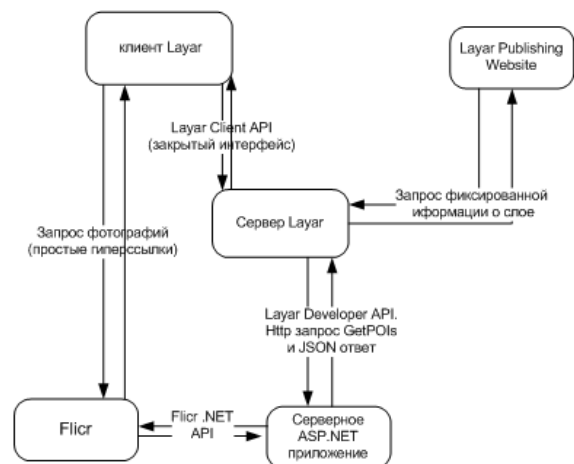 клиент Layar
Layar Publishing
Website
Layar Client API
(закрытый интерфейс)
Запрос фиксированной
иформации о слое
Сервер Layar
Запрос фотографий
(простые гиперссылки)
Layar Developer API.
Http запрос GetPOIs
и JSON ответ
Flicr
Flicr .NET
API
Серверное
ASP.NET
приложение